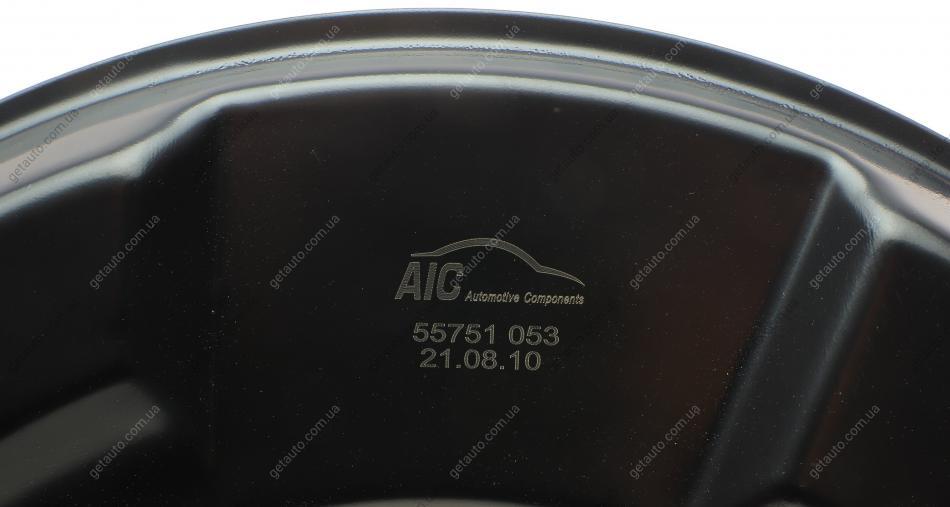 AIC
Automotive Components
55751 053
21.08.10
getauto.com.ua